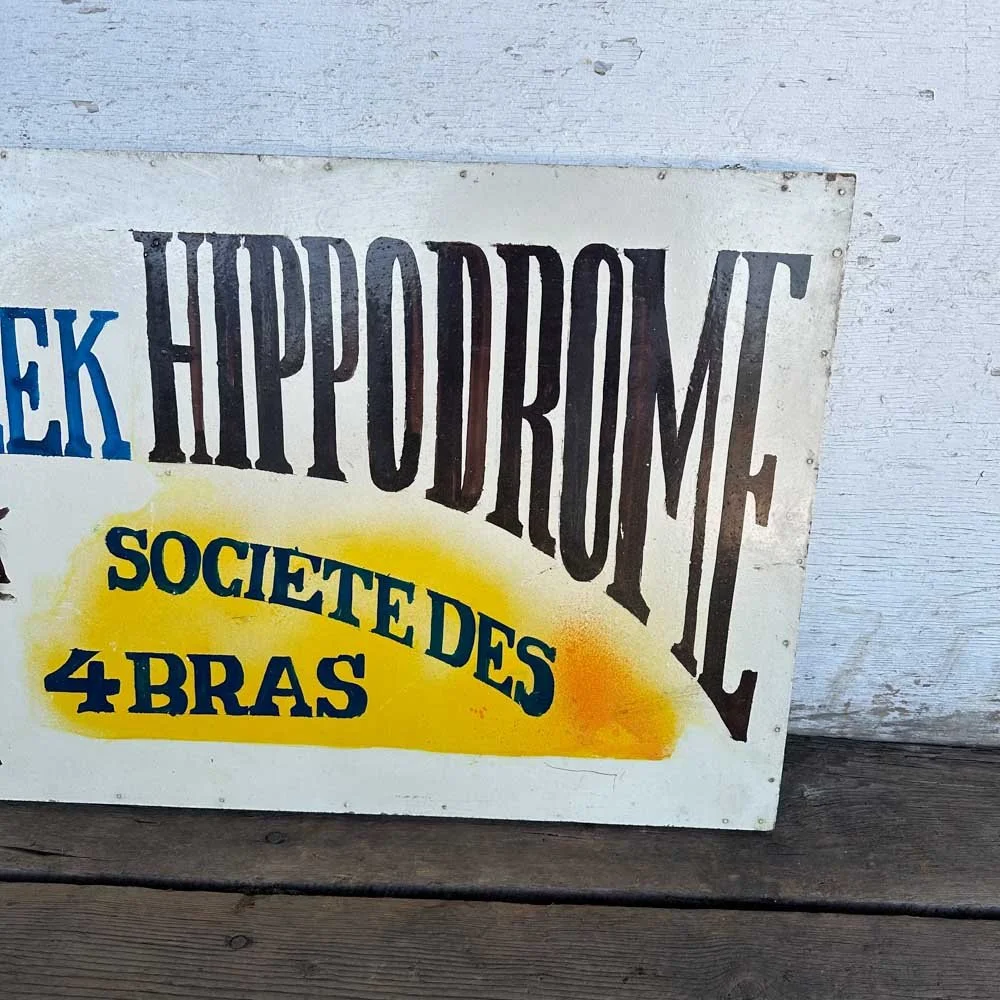 EK HIPPODROME
SOCIETE DES
4 BRAS